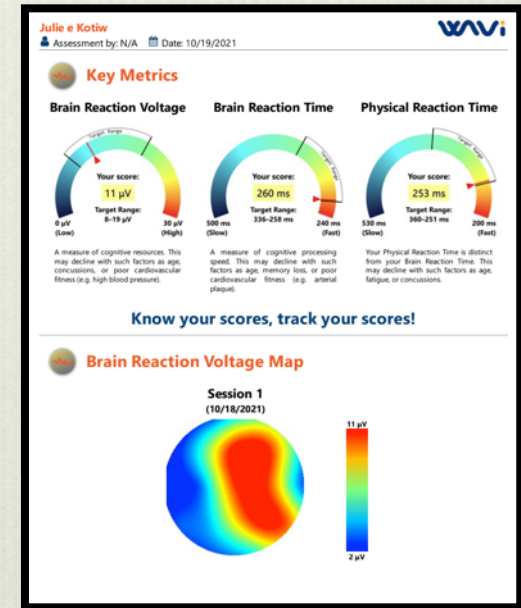 Julie e Kotiw
WAVi
Assessment by: N/A Date: 10/19/2021
Key Metrics
Brain Reaction Voltage
Target Range
Your score:
11 µV
Target Range:
8–19 µV
0 µV
(Low)
30 µV
(High)
A measure of cognitive resources. This
may decline with such factors as age,
concussions, or poor cardiovascular
fitness (e.g. high blood pressure).
Brain Reaction Time
Target Range
Your score:
260 ms
Target Range:
336–258 ms
500 ms
(Slow)
240 ms
(Fast)
A measure of cognitive processing
speed. This may decline with such
factors as age, memory loss, or poor
cardiovascular fitness (e.g. arterial
plaque).
Physical Reaction Time
Target Range
Your score:
253 ms
Target Range:
360–251 ms
530 ms
(Slow)
200 ms
(Fast)
Your Physical Reaction Time is distinct
from your Brain Reaction Time. This
may decline with such factors as age,
fatigue, or concussions.
Know your scores, track your scores!
Brain Reaction Voltage Map
Session 1
(10/18/2021)
11 µV
2 µV